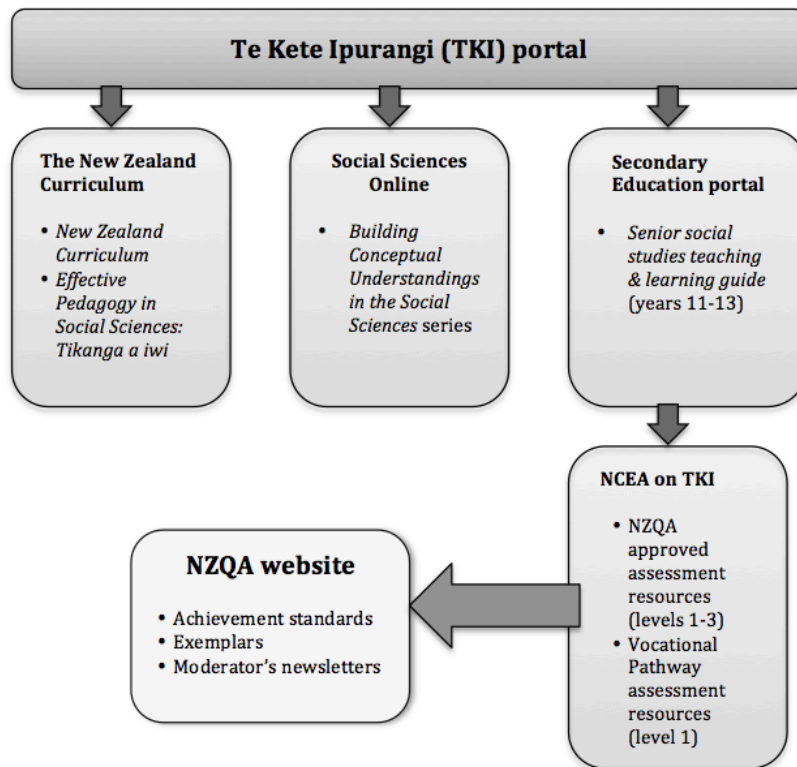 Te Kete Ipurangi (TKI) portal
The New Zealand
Curriculum
• New Zealand
Curriculum
• Effective
Pedagogy in
Social Sciences:
Tikanga a iwi
Social Sciences
Online
• Building
Conceptual
Understandings
in the Social
Sciences series
Secondary
Education portal
• Senior social
studies teaching
& learning guide
(years 11-13)
NCEA on TKI
• NZQA
approved
assessment
resources
(levels 1-3)
• Vocational
Pathway
assessment
resources
(level 1)
NZQA website
• Achievement standards
• Exemplars
• Moderator’s newsletters